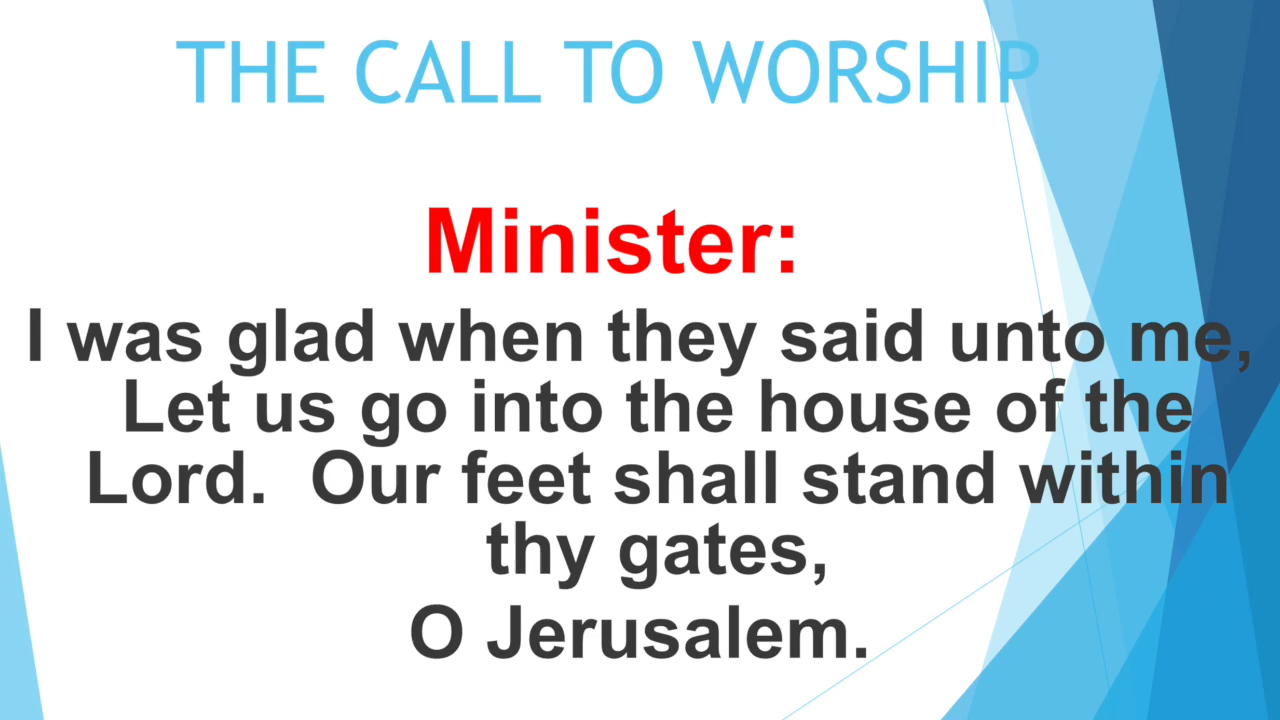 THE CALL TO WORSHIP
Minister:
I was glad when they said unto me,
Let us go into the house of the
Lord.  Our feet shall stand within
thy gates,
O Jerusalem.